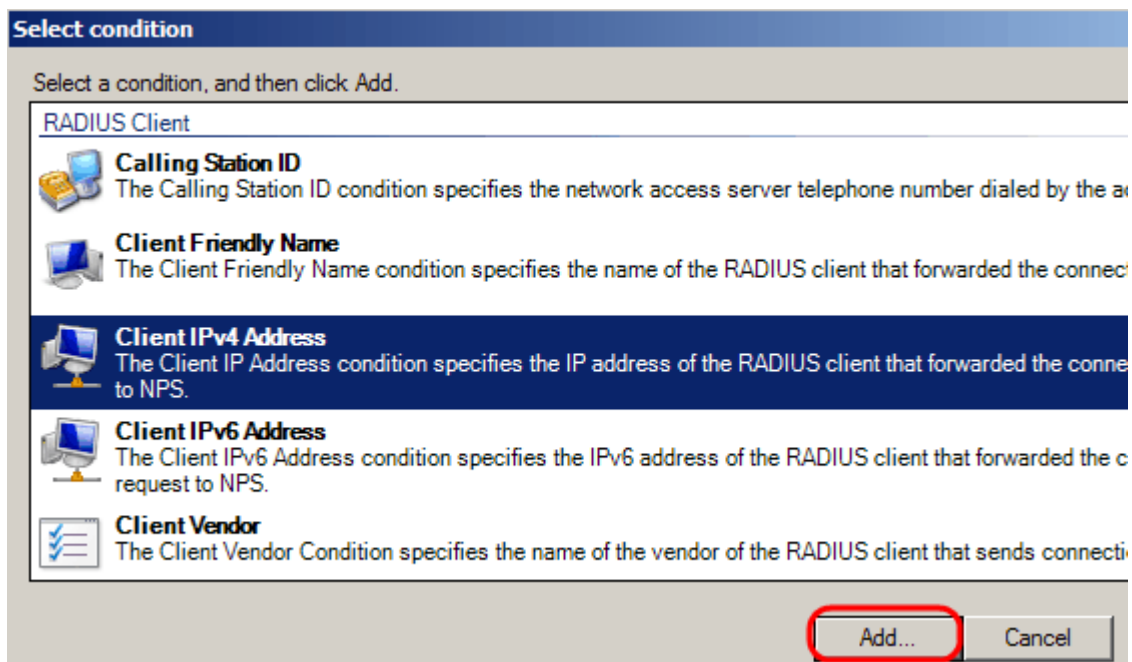 Select condition
Select a condition, and then click Add.
RADIUS Client
Calling Station ID
The Calling Station ID condition specifies the network access server telephone number dialed by the ac
Client Friendly Name
The Client Friendly Name condition specifies the name of the RADIUS client that forwarded the connect
Client IPv4 Address
The Client IP Address condition specifies the IP address of the RADIUS client that forwarded the conne
to NPS.
Client IPv6 Address
The Client IPv6 Address condition specifies the IPv6 address of the RADIUS client that forwarded the c
request to NPS.
Client Vendor
The Client Vendor Condition specifies the name of the vendor of the RADIUS client that sends connecti
Add...
Cancel